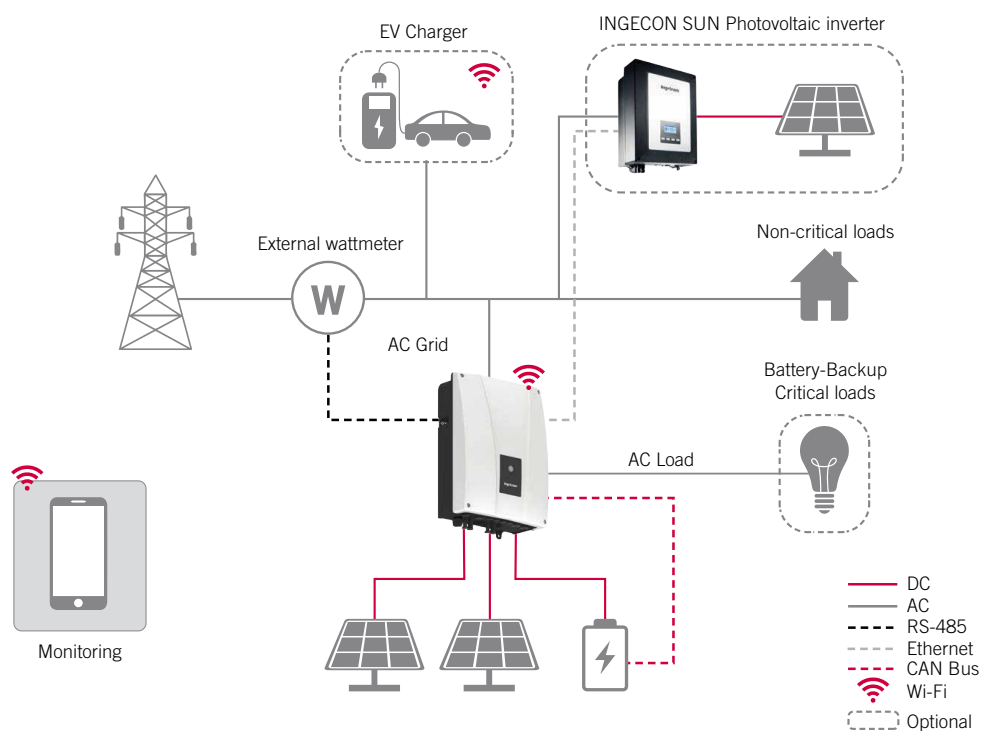 EV Charger
INGECON SUN Photovoltaic inverter
External wattmeter
W
Non-critical loads
AC Grid
Battery-Backup
Critical loads
AC Load
Monitoring
DC
AC
RS-485
Ethernet
CAN Bus
Wi-Fi
Optional